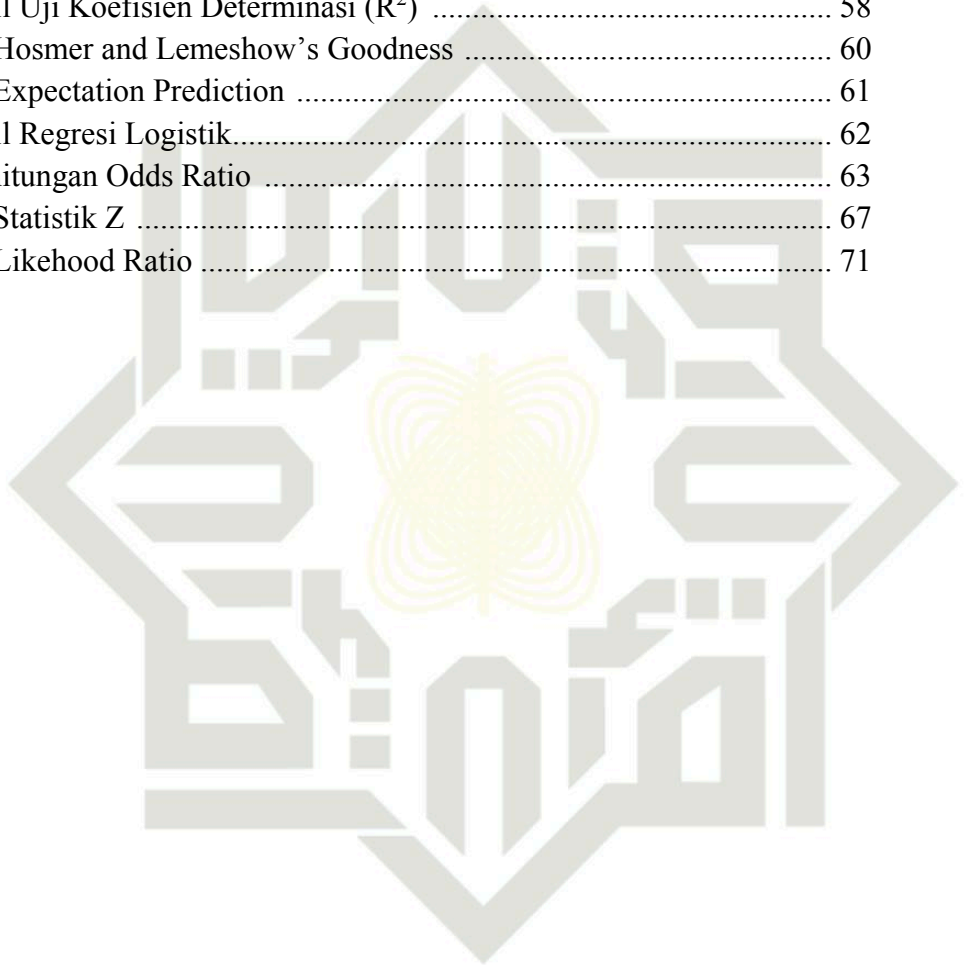 l Uji Koefisien Determinasi (R²) .................................................... 58
Hosmer and Lemeshow's Goodness ................................................ 60
Expectation Prediction ...................................................................... 61
l Regresi Logistik............................................................................... 62
itungan Odds Ratio .......................................................................... 63
Statistik Z ........................................................................................... 67
Likehood Ratio ................................................................................... 71